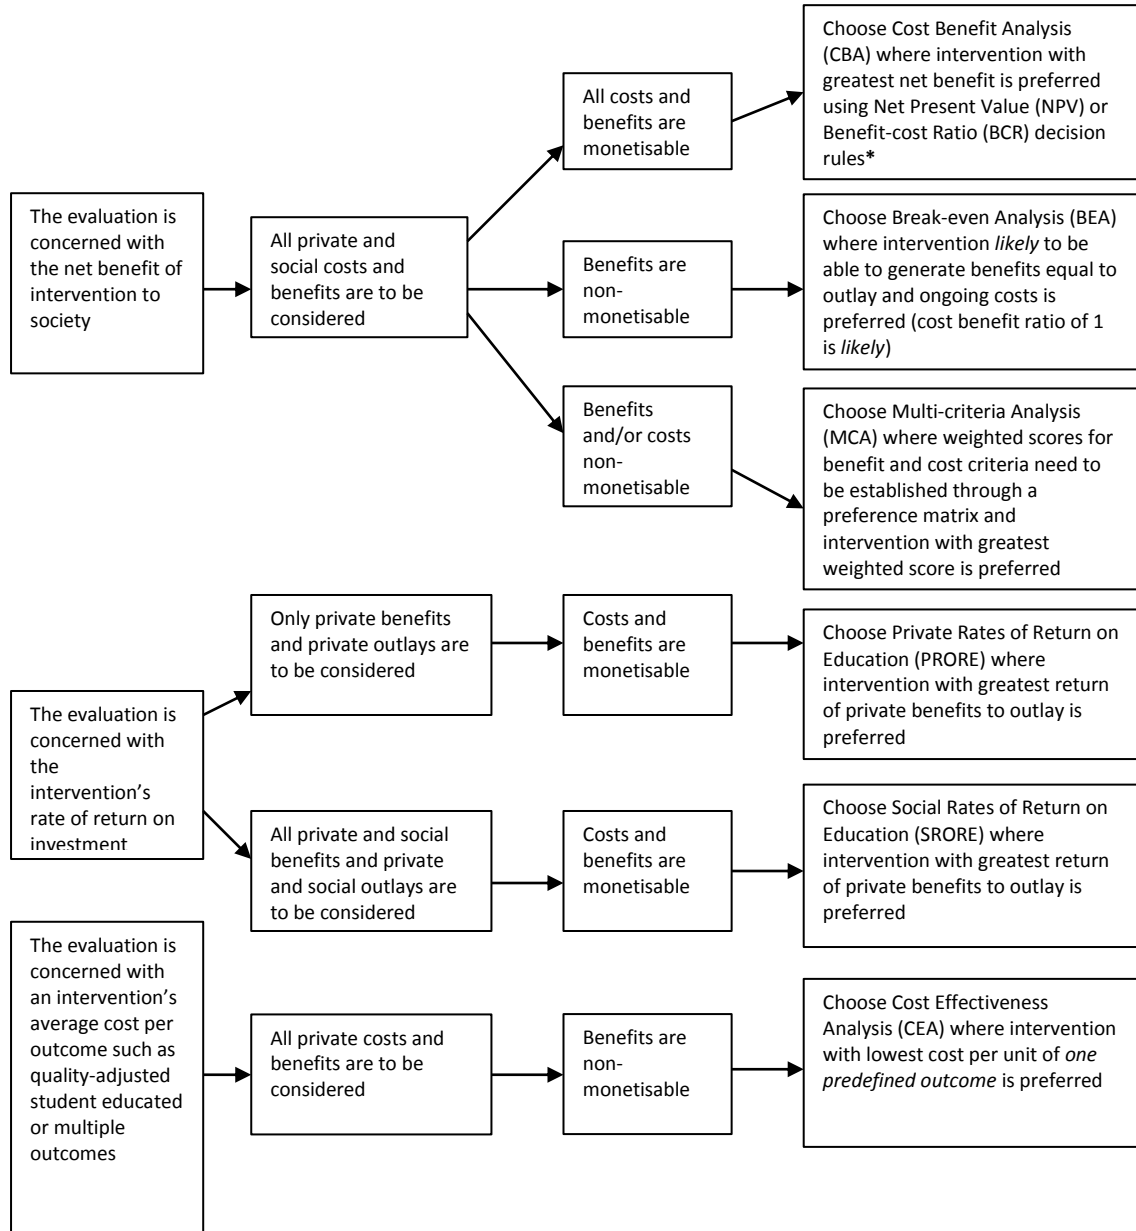 The evaluation is
concerned with
the net benefit of
intervention to
society
All private and
social costs and
benefits are to be
considered
All costs and
benefits are
monetisable
Choose Cost Benefit Analysis
(CBA) where intervention with
greatest net benefit is preferred
using Net Present Value (NPV) or
Benefit-cost Ratio (BCR) decision
rules*
Benefits are
non-
monetisable
Choose Break-even Analysis (BEA)
where intervention likely to be
able to generate benefits equal to
outlay and ongoing costs is
preferred (cost benefit ratio of 1
is likely)
Benefits
and/or costs
non-
monetisable
Choose Multi-criteria Analysis
(MCA) where weighted scores for
benefit and cost criteria need to
be established through a
preference matrix and
intervention with greatest
weighted score is preferred
The evaluation is
concerned with
the
intervention’s
rate of return on
investment
Only private benefits
and private outlays are
to be considered
Costs and
benefits are
monetisable
Choose Private Rates of Return on
Education (PRORE) where
intervention with greatest return
of private benefits to outlay is
preferred
All private and social
benefits and private
and social outlays are
to be considered
Costs and
benefits are
monetisable
Choose Social Rates of Return on
Education (SRORE) where
intervention with greatest return
of private benefits to outlay is
preferred
The evaluation is
concerned with
an intervention’s
average cost per
outcome such as
quality-adjusted
student educated
or multiple
outcomes
All private costs and
benefits are to be
considered
Benefits are
non-
monetisable
Choose Cost Effectiveness
Analysis (CEA) where intervention
with lowest cost per unit of one
predefined outcome is preferred